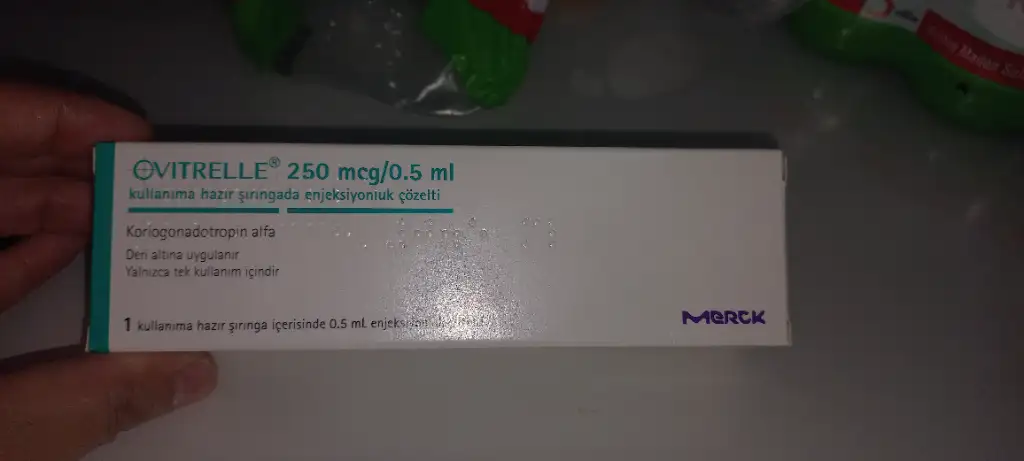 OVITRELLE® 250 mcg/0.5 ml
kullanıma hazır şırıngada enjeksiyonluk çözelti
Koriogonadotropin alfa
Deri altına uygulanır
Yalnızca tek kullanım içindir
1 kullanıma hazır şırınga içerisinde 0.5 mL
MERCK